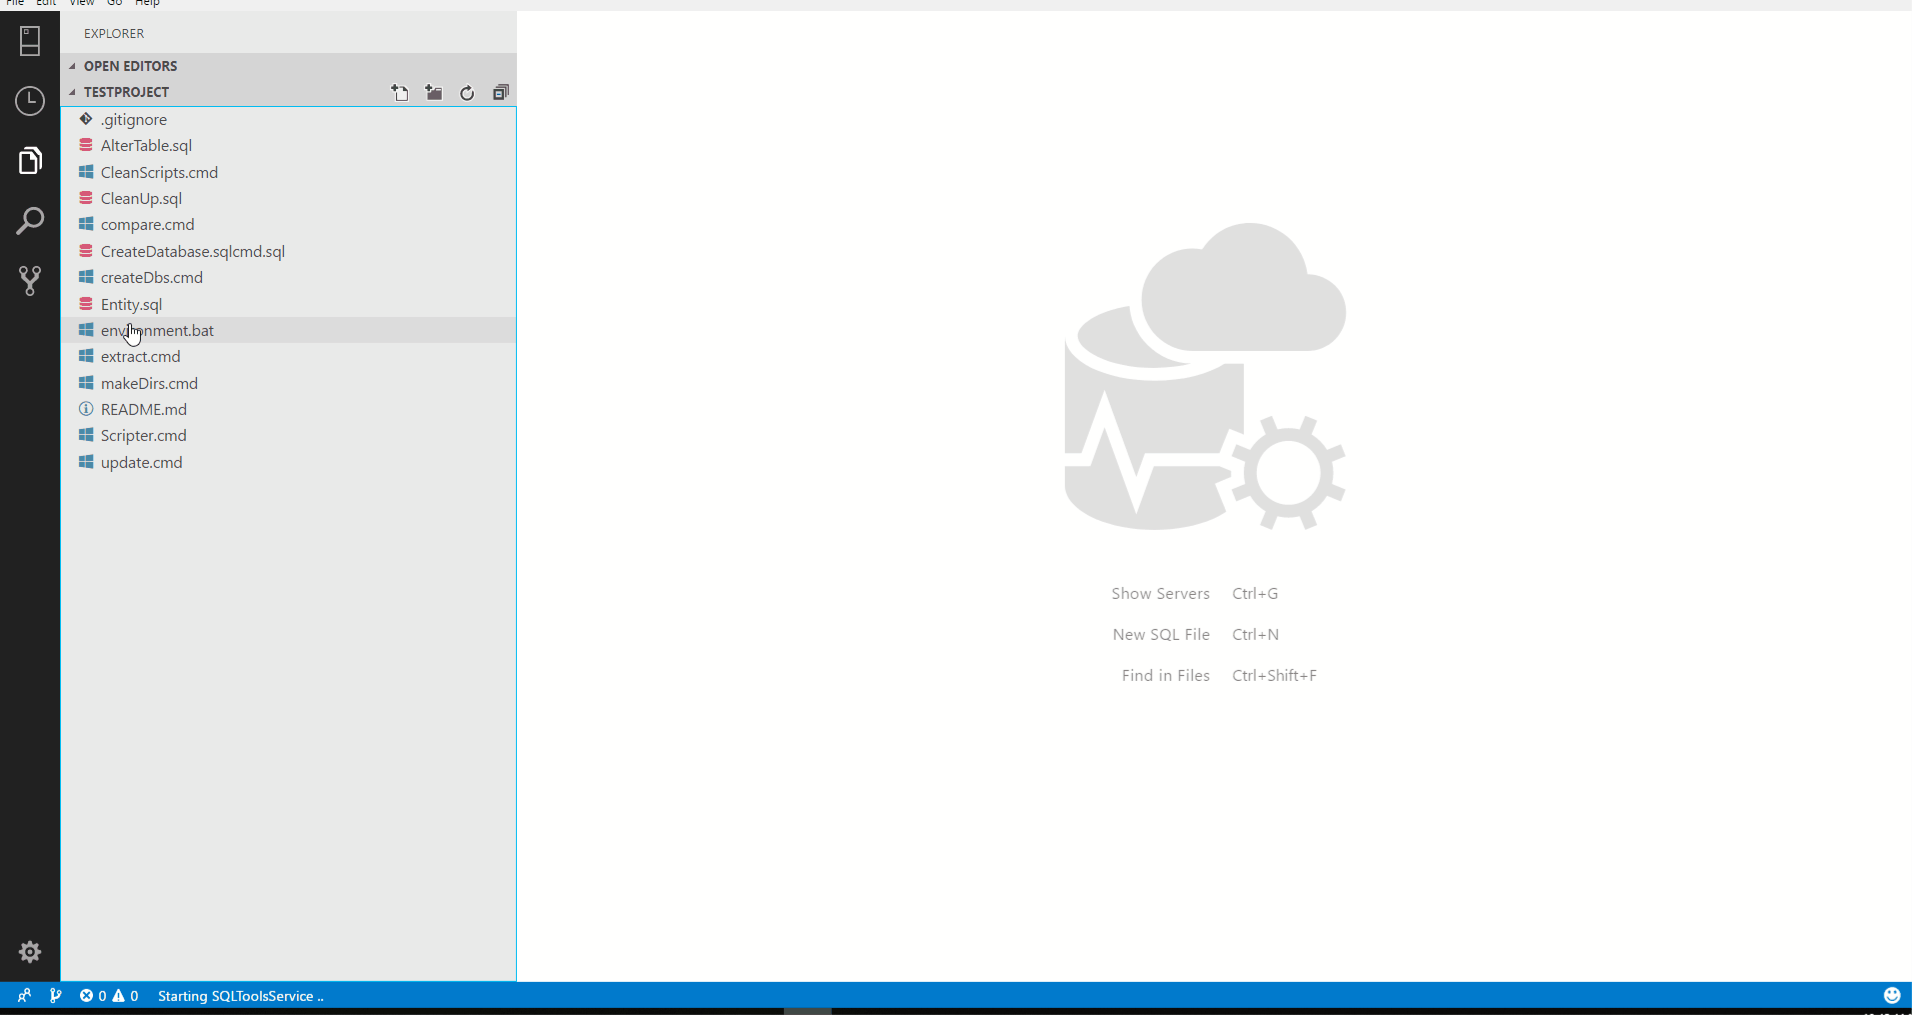 File Edit View Go Help
EXPLORER
OPEN EDITORS
TESTPROJECT
.gitignore
AlterTable.sql
CleanScripts.cmd
CleanUp.sql
compare.cmd
CreateDatabase.sqlcmd.sql
createDbs.cmd
Entity.sql
environment.bat
extract.cmd
makeDirs.cmd
README.md
Scripter.cmd
update.cmd
Show Servers Ctrl+G
New SQL File Ctrl+N
Find in Files Ctrl+Shift+F
0 0 Starting SQLToolsService ..